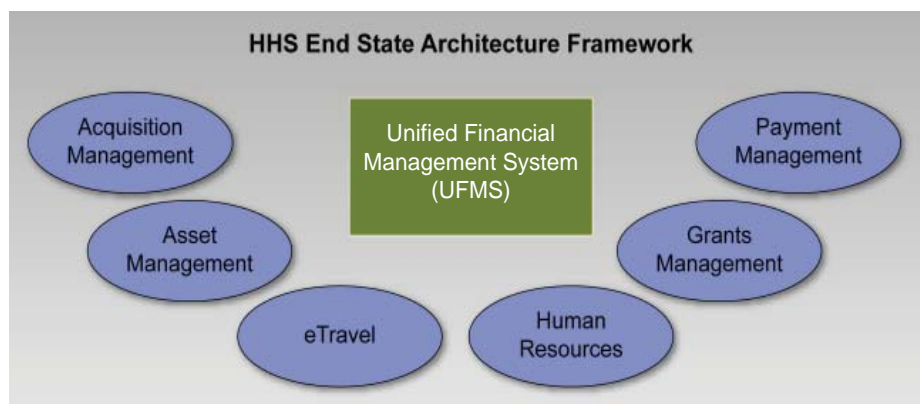 HHS End State Architecture Framework
Acquisition
Management
Unified Financial
Management System
(UFMS)
Payment
Management
Asset
Management
Grants
Management
eTravel
Human
Resources